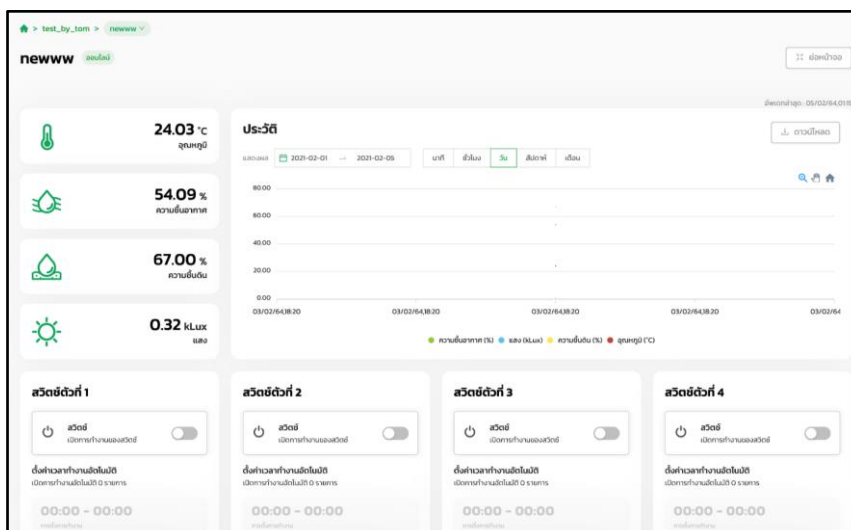 > test_by_tom > newww
newww ออนไลน์
ย่อหน้าจอ
อัพเดทล่าสุด : 05/02/64,01:15
24.03 °C
อุณหภูมิ
54.09 %
ความชื้นอากาศ
67.00 %
ความชื้นดิน
0.32 kLux
แสง
ประวัติ
ดาวน์โหลด
แสดงผล 2021-02-01 → 2021-02-05 นาที ชั่วโมง วัน สัปดาห์ เดือน
80.00
60.00
40.00
20.00
0.00
03/02/64,18:20 03/02/64,18:20 03/02/64,18:20 03/02/64,18:20 03/02/64
ความชื้นอากาศ (%) แสง (kLux) ความชื้นดิน (%) อุณหภูมิ (°C)
สวิตช์ตัวที่ 1 สวิตช์ตัวที่ 2 สวิตช์ตัวที่ 3 สวิตช์ตัวที่ 4
สวิตช์ สวิตช์ สวิตช์ สวิตช์
เปิดการทำงานของสวิตช์ เปิดการทำงานของสวิตช์ เปิดการทำงานของสวิตช์ เปิดการทำงานของสวิตช์
ตั้งค่าเวลาทำงานอัตโนมัติ ตั้งค่าเวลาทำงานอัตโนมัติ ตั้งค่าเวลาทำงานอัตโนมัติ ตั้งค่าเวลาทำงานอัตโนมัติ
เปิดการทำงานอัตโนมัติ 0 รายการ เปิดการทำงานอัตโนมัติ 0 รายการ เปิดการทำงานอัตโนมัติ 0 รายการ เปิดการทำงานอัตโนมัติ 0 รายการ
00:00 - 00:00 00:00 - 00:00 00:00 - 00:00 00:00 - 00:00